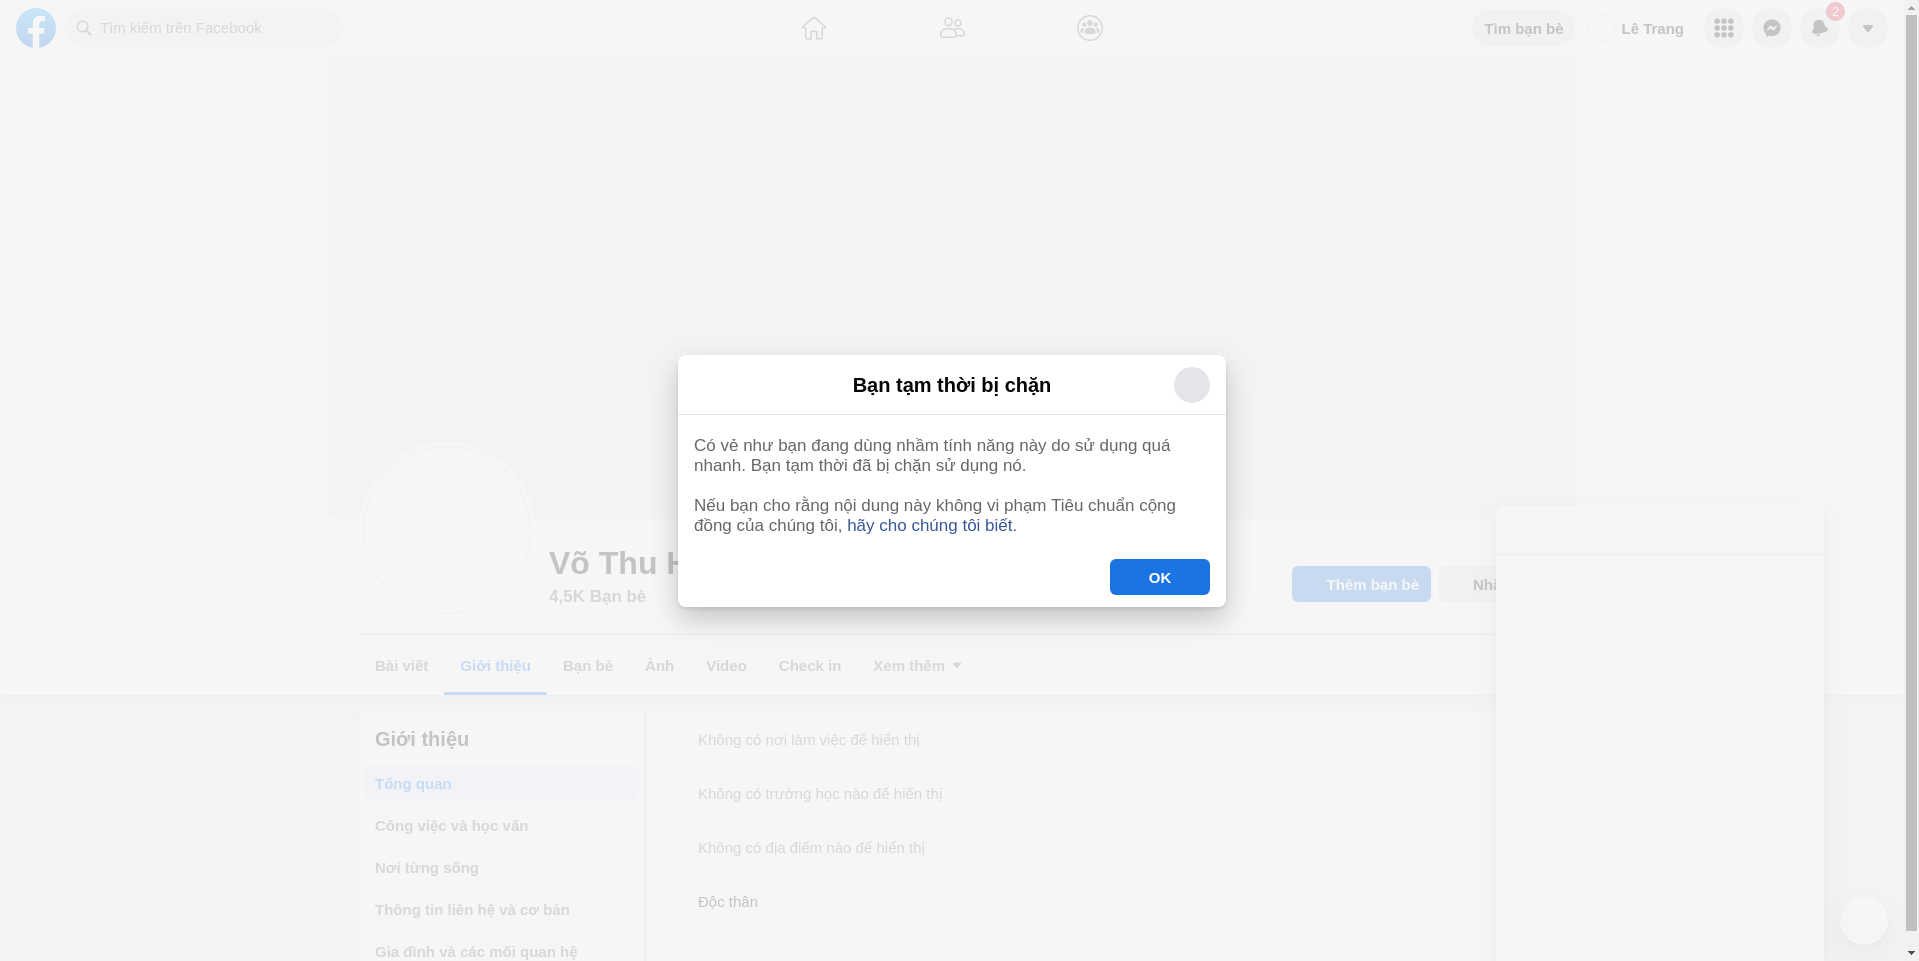 Tìm kiếm trên Facebook
Tìm bạn bè
Lê Trang
2
Bạn tạm thời bị chặn
Có vẻ như bạn đang dùng nhầm tính năng này do sử dụng quá
nhanh. Bạn tạm thời đã bị chặn sử dụng nó.
Nếu bạn cho rằng nội dung này không vi phạm Tiêu chuẩn cộng
đồng của chúng tôi, hãy cho chúng tôi biết.
OK
Võ Thu
4,5K Bạn bè
Thêm bạn bè
Bài viết
Giới thiệu
Bạn bè
Ảnh
Video
Check in
Xem thêm
Giới thiệu
Tổng quan
Công việc và học vấn
Nơi từng sống
Thông tin liên hệ và cơ bản
Gia đình và các mối quan hệ
Không có nơi làm việc để hiển thị
Không có trường học nào để hiển thị
Không có địa điểm nào để hiển thị
Độc thân